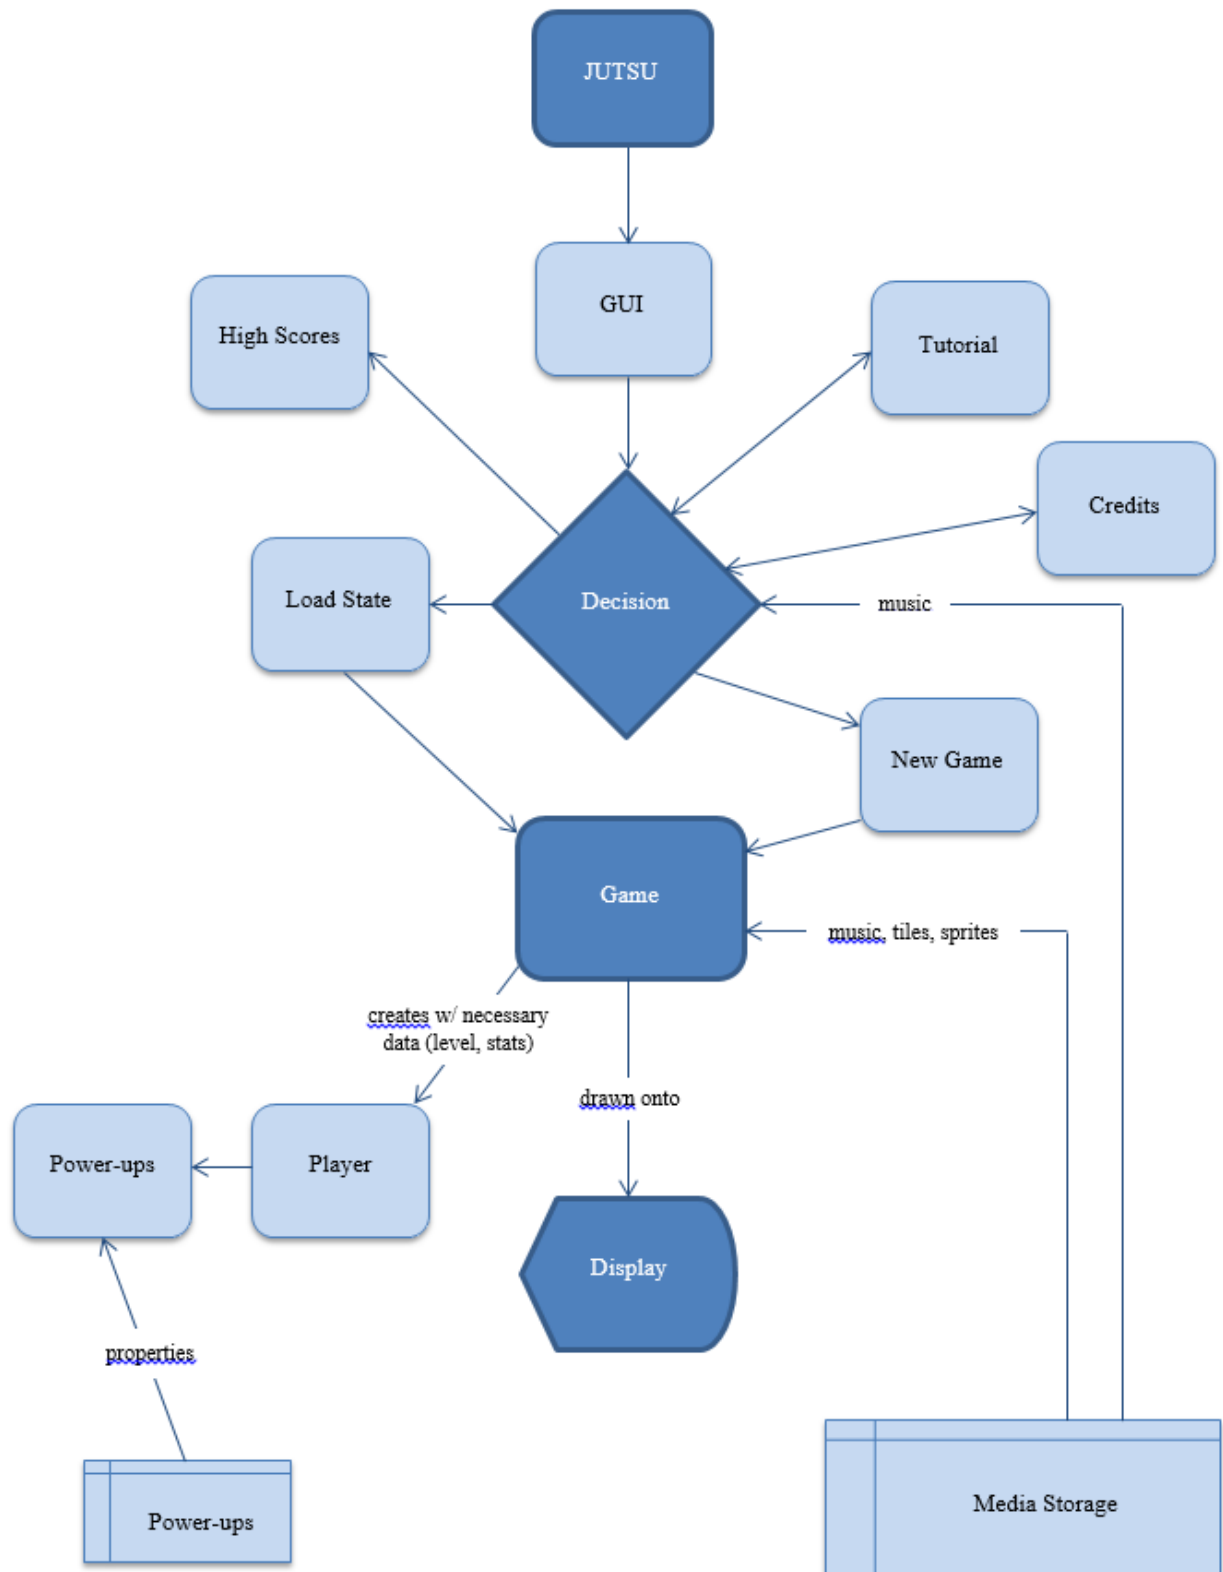 JUTSU
GUI
High Scores
Tutorial
Credits
Load State
Decision
music
New Game
Game
music, tiles, sprites
creates w/ necessary
data (level, stats)
drawn onto
Power-ups
Player
Display
properties
Media Storage
Power-ups